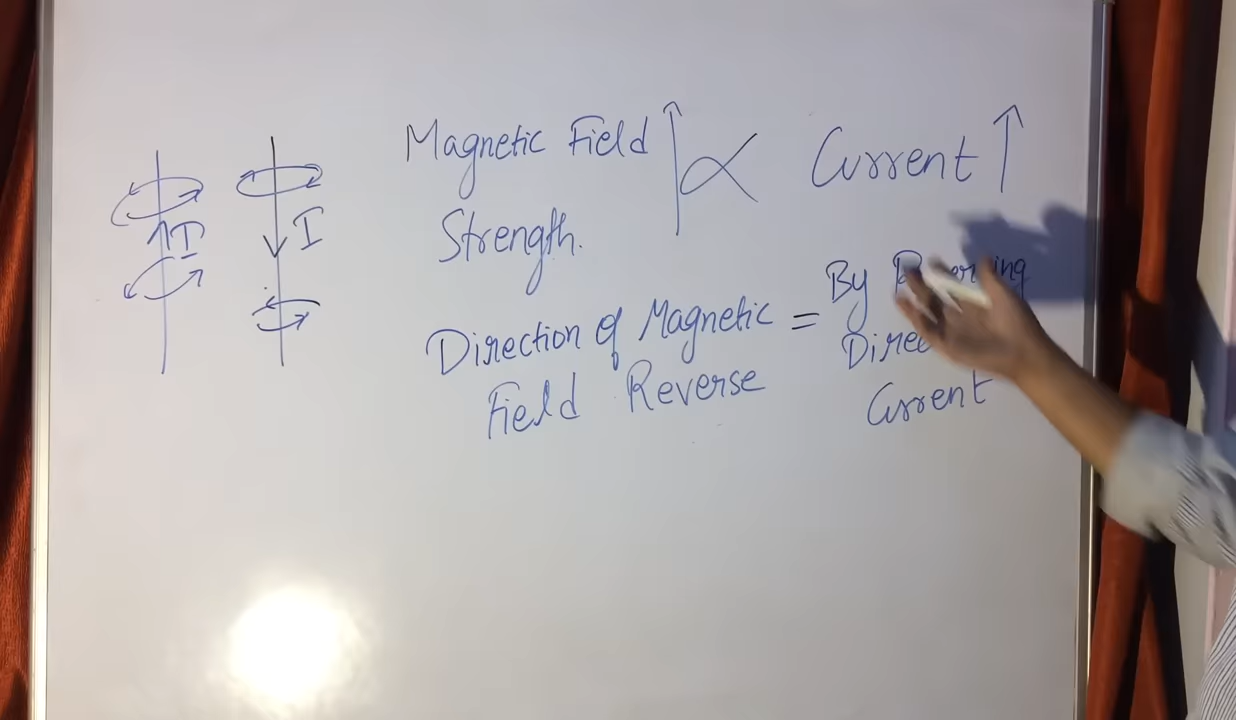 Magnetic Field ↑ ∝ Current ↑
Strength.
I
I
Direction of Magnetic = By
Field Reverse
Current